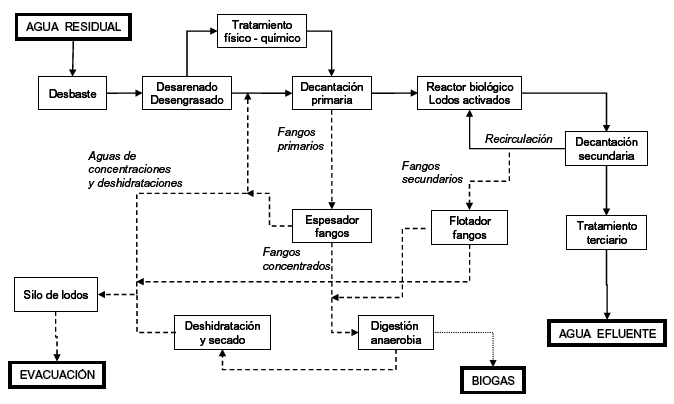 AGUA RESIDUAL
Tratamiento
físico - químico
Desbaste
Desarenado
Desengrasado
Decantación
primaria
Reactor biológico
Lodos activados
Fangos
primarios
Recirculación
Decantación
secundaria
Aguas de
concentraciones
y deshidrataciones
Fangos
secundarios
Espesador
fangos
Flotador
fangos
Tratamiento
terciario
Fangos
concentrados
Silo de lodos
Deshidratación
y secado
Digestión
anaerobia
AGUA EFLUENTE
EVACUACIÓN
BIOGAS